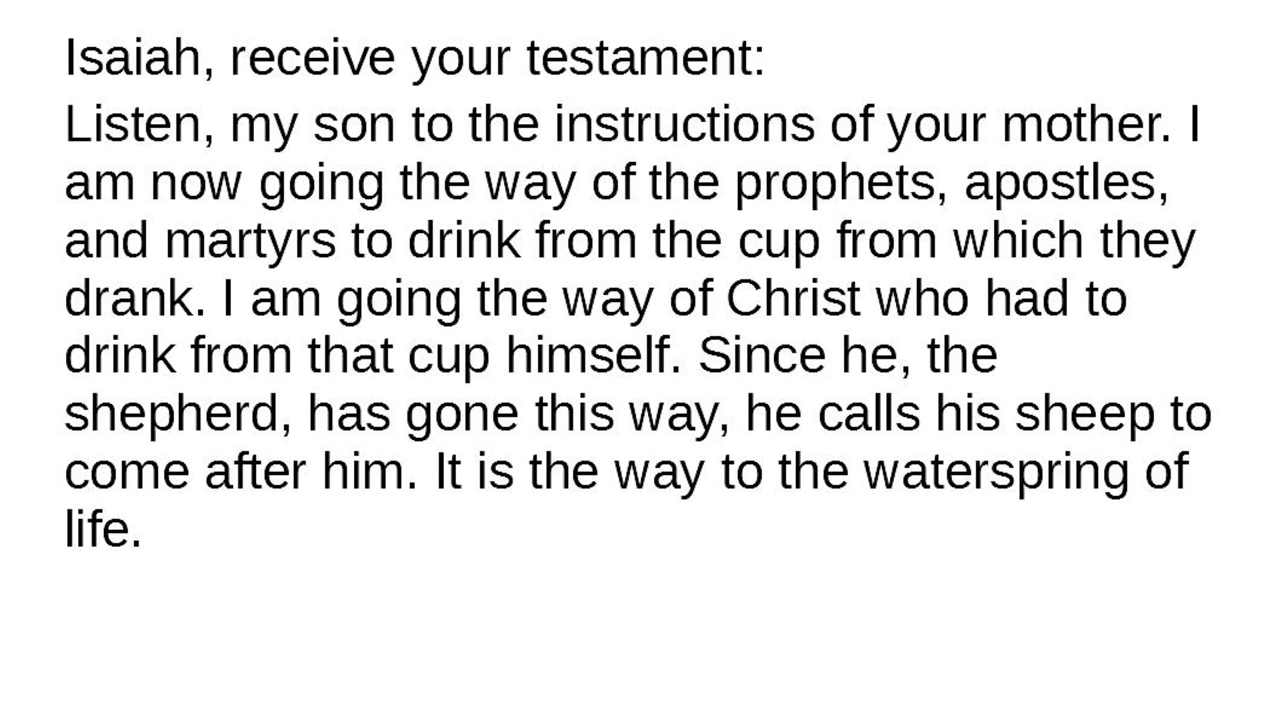 Isaiah, receive your testament:
Listen, my son to the instructions of your mother. I
am now going the way of the prophets, apostles,
and martyrs to drink from the cup from which they
drank. I am going the way of Christ who had to
drink from that cup himself. Since he, the
shepherd, has gone this way, he calls his sheep to
come after him. It is the way to the waterspring of
life.